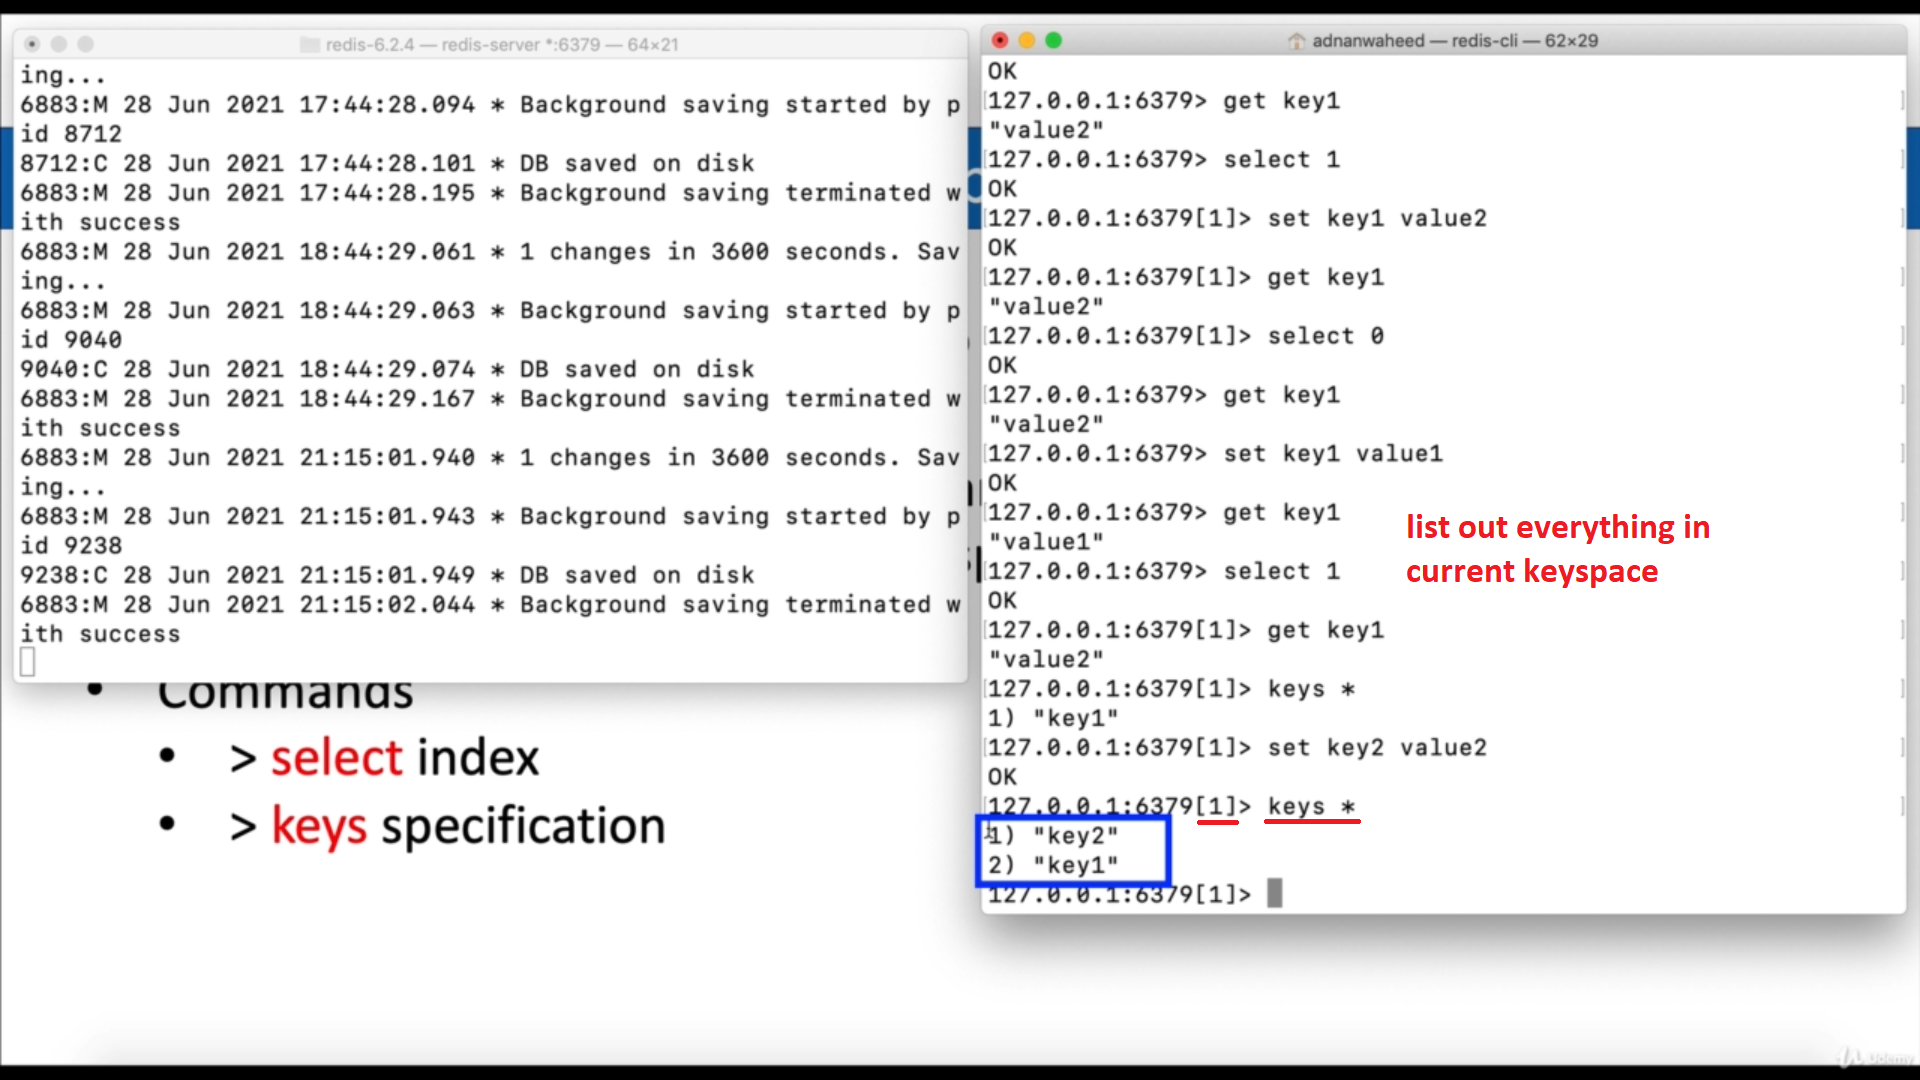 redis-6.2.4 — redis-server *:6379 — 64×21
ing...
6883:M 28 Jun 2021 17:44:28.094 * Background saving started by p
id 8712
8712:C 28 Jun 2021 17:44:28.101 * DB saved on disk
6883:M 28 Jun 2021 17:44:28.195 * Background saving terminated w
ith success
6883:M 28 Jun 2021 18:44:29.061 * 1 changes in 3600 seconds. Sav
ing...
6883:M 28 Jun 2021 18:44:29.063 * Background saving started by p
id 9040
9040:C 28 Jun 2021 18:44:29.074 * DB saved on disk
6883:M 28 Jun 2021 18:44:29.167 * Background saving terminated w
ith success
6883:M 28 Jun 2021 21:15:01.940 * 1 changes in 3600 seconds. Sav
ing...
6883:M 28 Jun 2021 21:15:01.943 * Background saving started by p
id 9238
9238:C 28 Jun 2021 21:15:01.949 * DB saved on disk
6883:M 28 Jun 2021 21:15:02.044 * Background saving terminated w
ith success
• Commands
• > select index
• > keys specification
adnanwaheed — redis-cli — 62×29
OK
127.0.0.1:6379> get key1
"value2"
127.0.0.1:6379> select 1
OK
127.0.0.1:6379[1]> set key1 value2
OK
127.0.0.1:6379[1]> get key1
"value2"
127.0.0.1:6379[1]> select 0
OK
127.0.0.1:6379> get key1
"value2"
127.0.0.1:6379> set key1 value1
OK
127.0.0.1:6379> get key1
"value1"
127.0.0.1:6379> select 1
OK
127.0.0.1:6379[1]> get key1
"value2"
127.0.0.1:6379[1]> keys *
1) "key1"
127.0.0.1:6379[1]> set key2 value2
OK
127.0.0.1:6379[1]> keys *
1) "key2"
2) "key1"
127.0.0.1:6379[1]>
list out everything in
current keyspace
Udemy